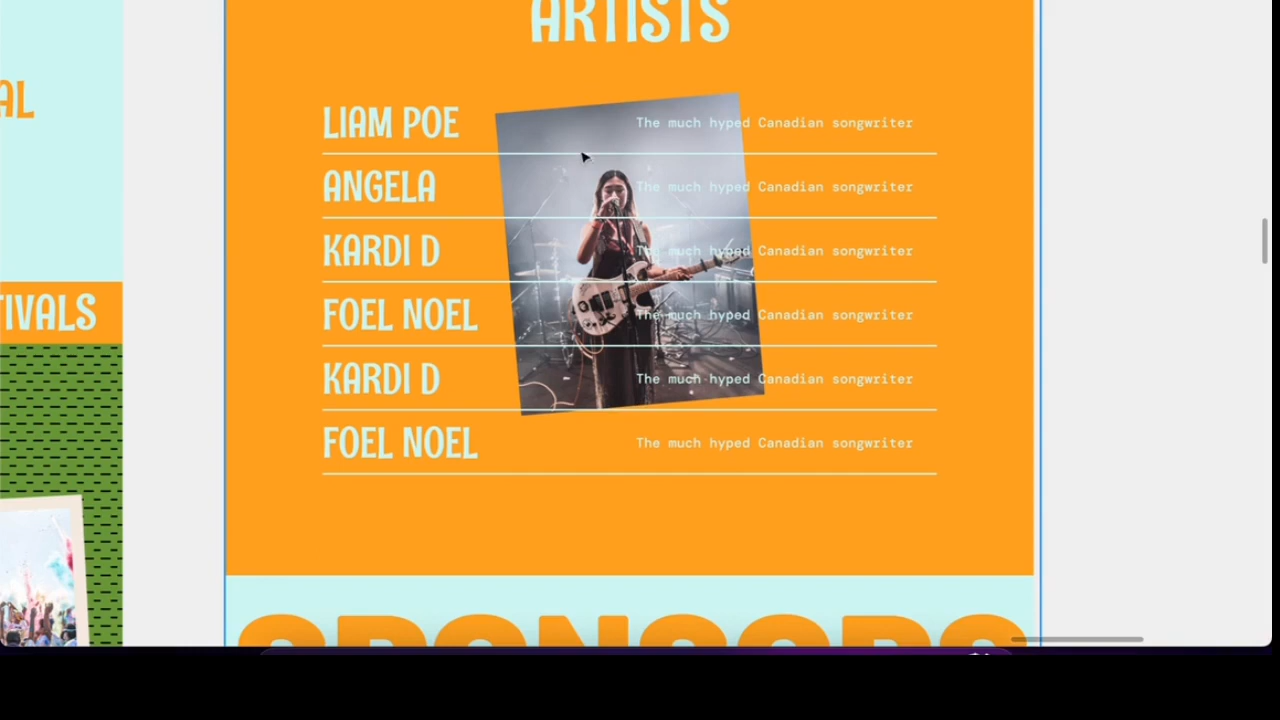 ARTISTS
AL
LIAM POE The much hyped Canadian songwriter
ANGELA The much hyped Canadian songwriter
KARDI D The much hyped Canadian songwriter
TIVALS
FOEL NOEL The much hyped Canadian songwriter
KARDI D The much hyped Canadian songwriter
FOEL NOEL The much hyped Canadian songwriter
SPONSORS